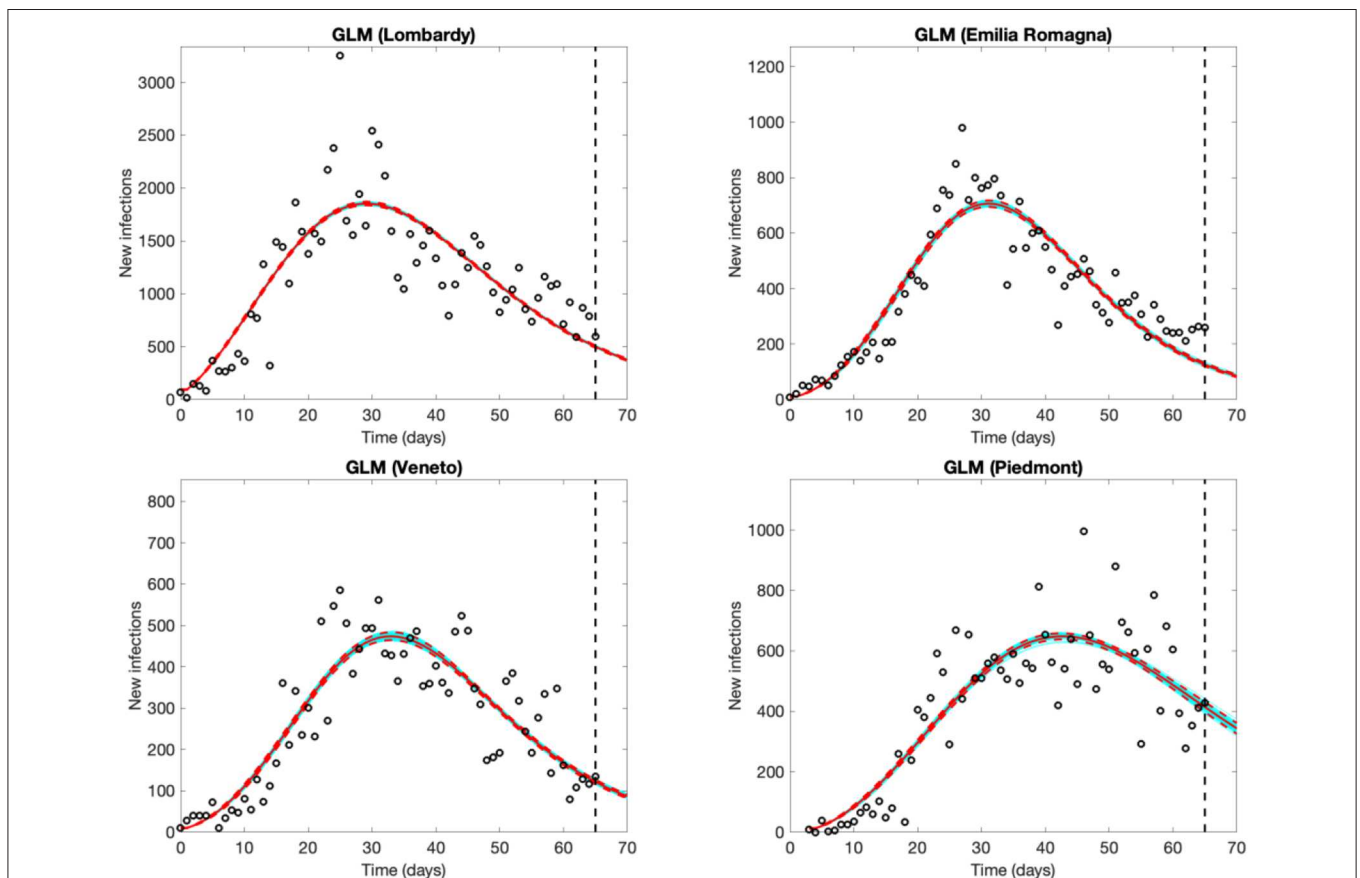 GLM (Lombardy)
3000
2500
2000
1500
1000
500
0
New infections
0 10 20 30 40 50 60 70
Time (days)
GLM (Emilia Romagna)
1200
1000
800
600
400
200
0
New infections
0 10 20 30 40 50 60 70
Time (days)
GLM (Veneto)
800
700
600
500
400
300
200
100
0
New infections
0 10 20 30 40 50 60 70
Time (days)
GLM (Piedmont)
1000
800
600
400
200
0
New infections
0 10 20 30 40 50 60 70
Time (days)